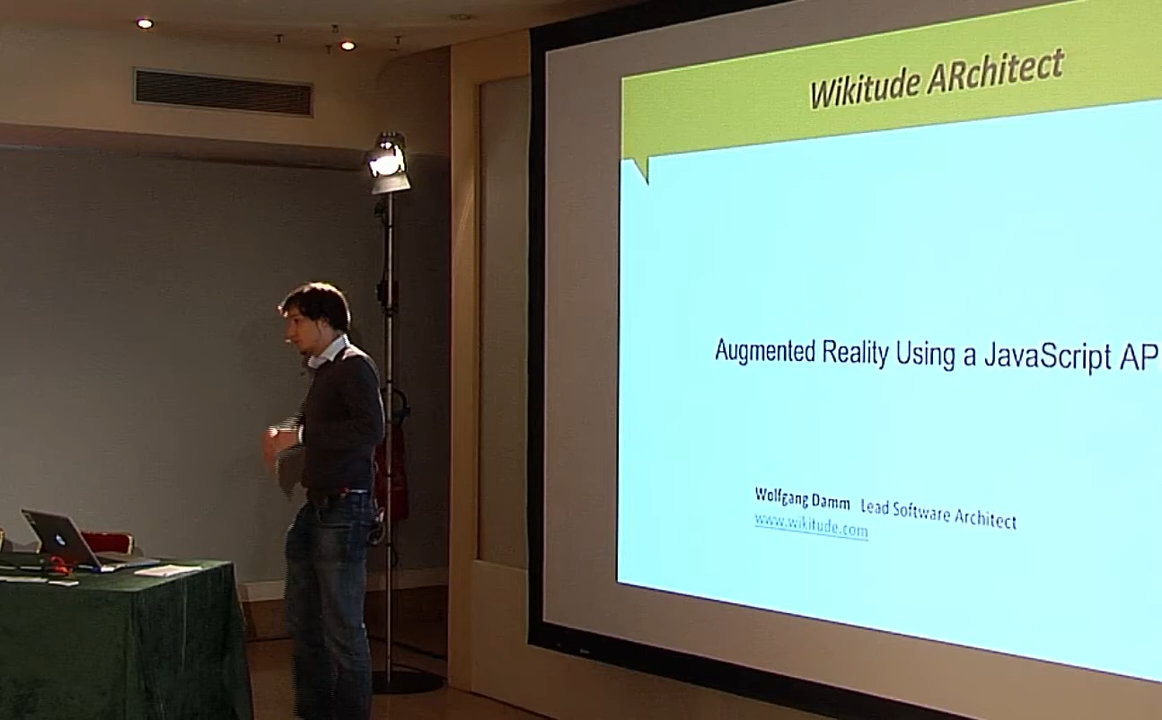 Wikitude ARchitect
Augmented Reality Using a JavaScript AP
Wolfgang Damm Lead Software Architect
www.wikitude.com